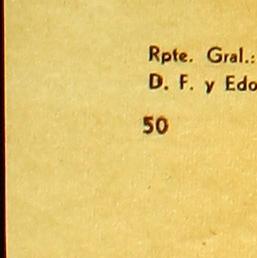 Rpte. Gral.:
D. F. y Edo
50